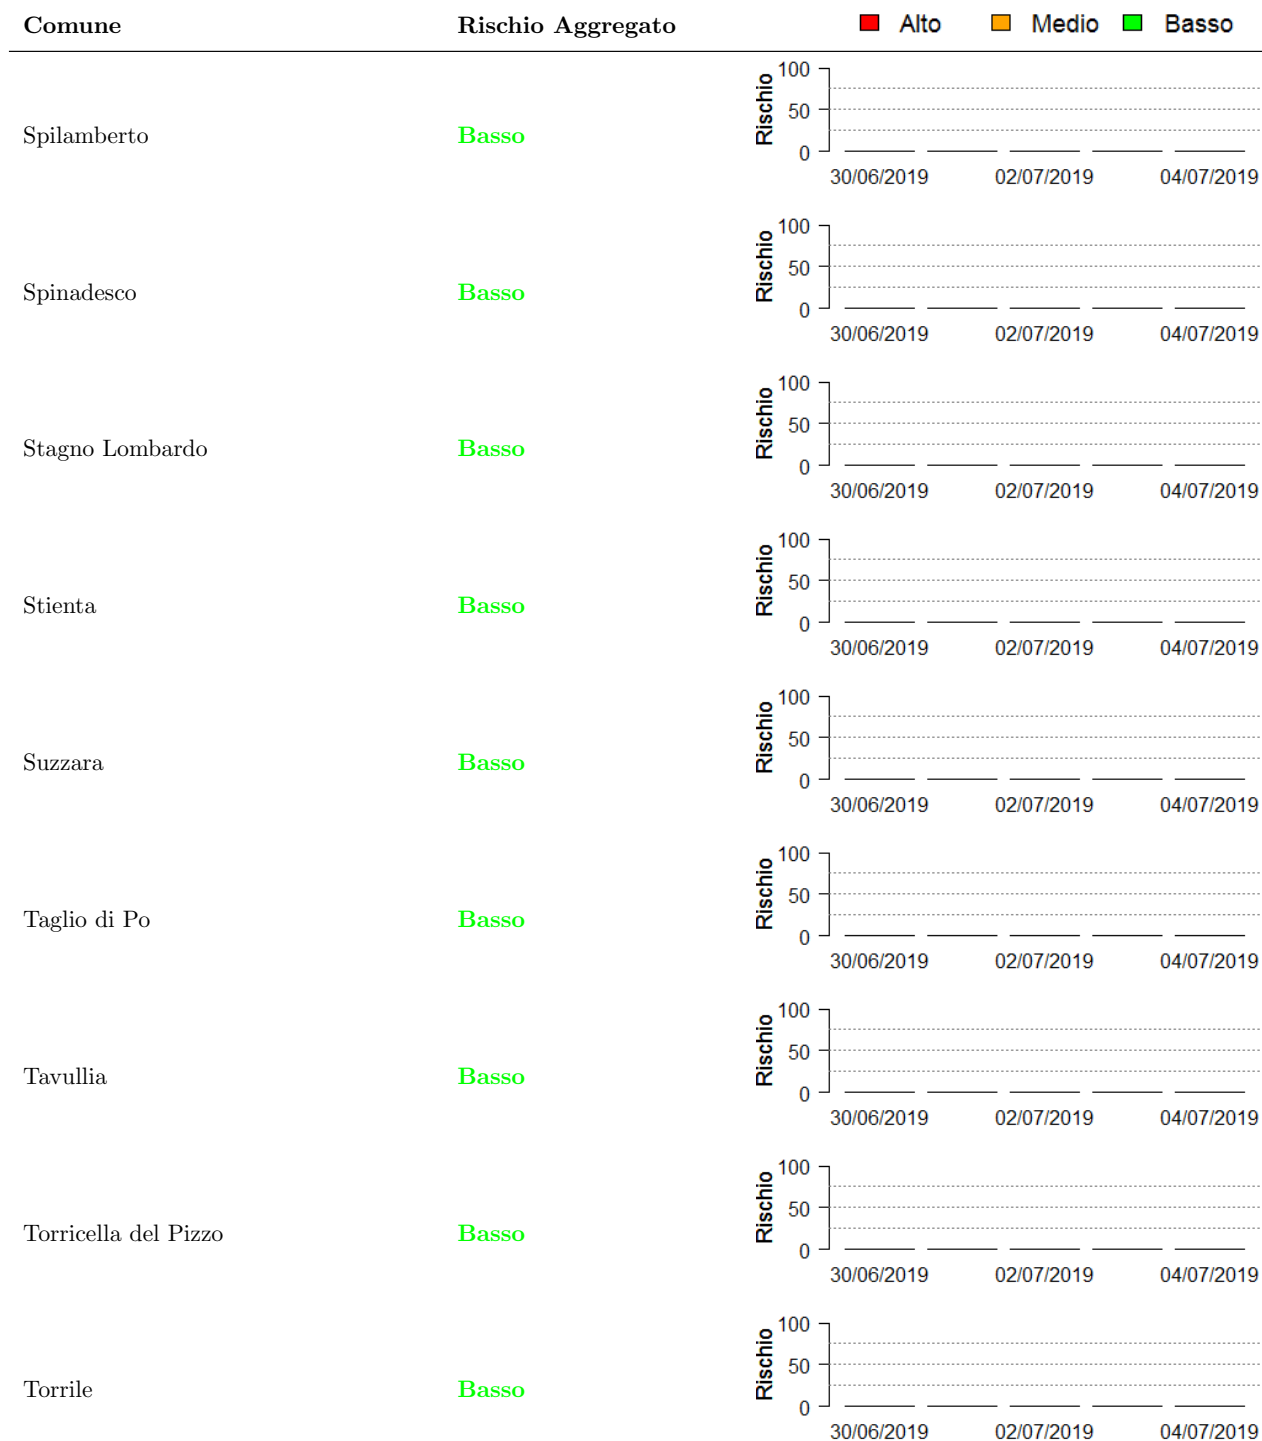 Comune Rischio Aggregato Alto Medio Basso
100
50
0
Rischio
Spilamberto Basso
30/06/2019 02/07/2019 04/07/2019
100
50
0
Rischio
Spinadesco Basso
30/06/2019 02/07/2019 04/07/2019
100
50
0
Rischio
Stagno Lombardo Basso
30/06/2019 02/07/2019 04/07/2019
100
50
0
Rischio
Stienta Basso
30/06/2019 02/07/2019 04/07/2019
100
50
0
Rischio
Suzzara Basso
30/06/2019 02/07/2019 04/07/2019
100
50
0
Rischio
Taglio di Po Basso
30/06/2019 02/07/2019 04/07/2019
100
50
0
Rischio
Tavullia Basso
30/06/2019 02/07/2019 04/07/2019
100
50
0
Rischio
Torricella del Pizzo Basso
30/06/2019 02/07/2019 04/07/2019
100
50
0
Rischio
Torrile Basso
30/06/2019 02/07/2019 04/07/2019